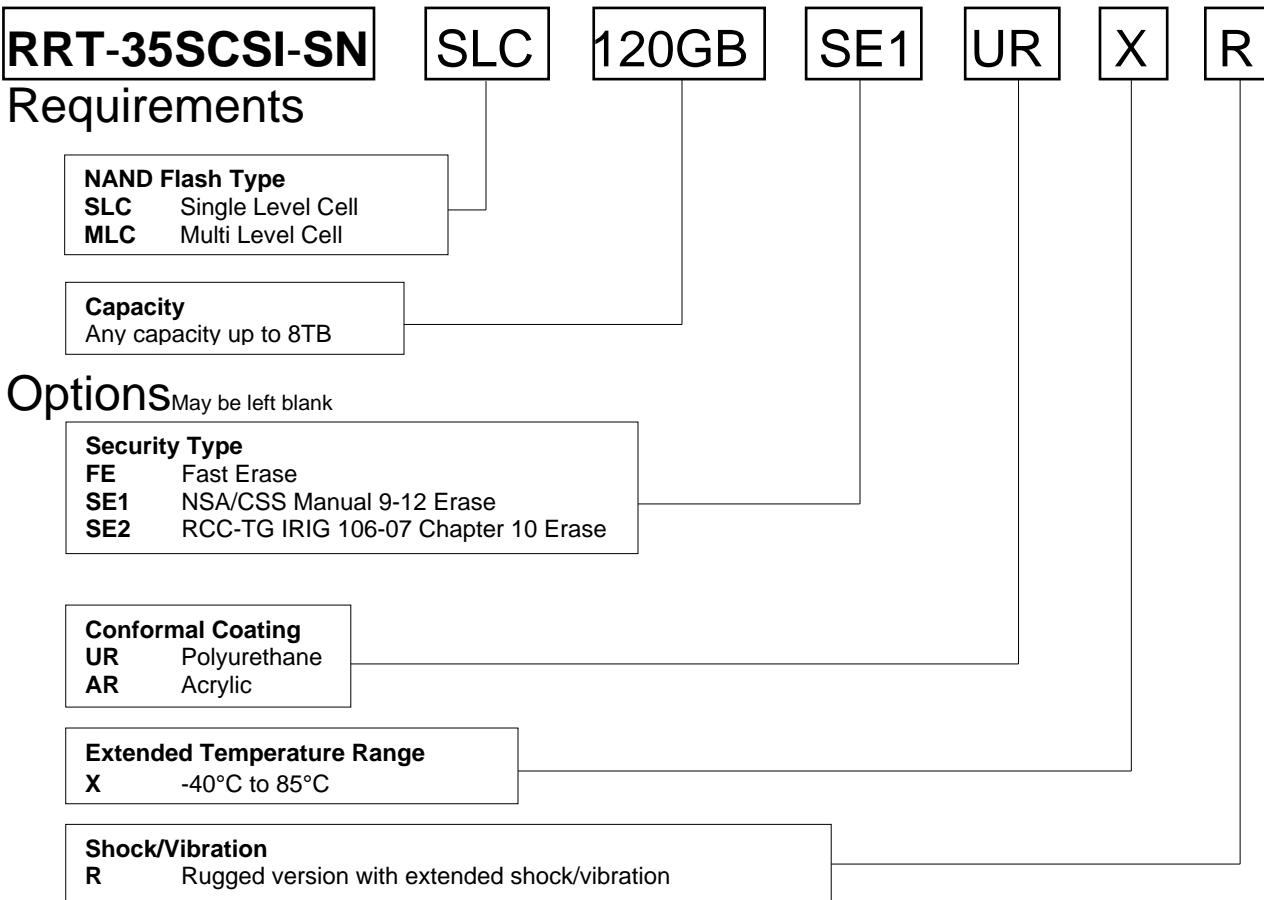 RRT-35SCSI-SN SLC 120GB SE1 UR X R
Requirements
NAND Flash Type
SLC Single Level Cell
MLC Multi Level Cell
Capacity
Any capacity up to 8TB
Options May be left blank
Security Type
FE Fast Erase
SE1 NSA/CSS Manual 9-12 Erase
SE2 RCC-TG IRIG 106-07 Chapter 10 Erase
Conformal Coating
UR Polyurethane
AR Acrylic
Extended Temperature Range
X -40°C to 85°C
Shock/Vibration
R Rugged version with extended shock/vibration